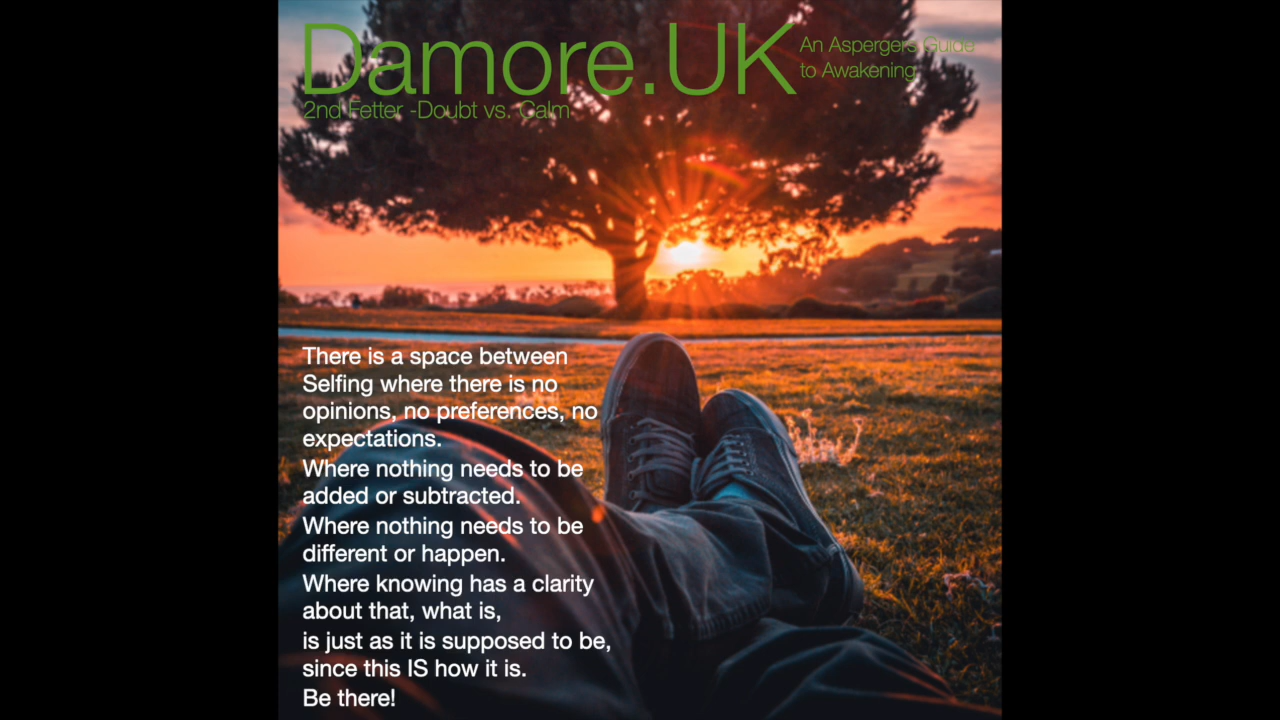 Damore.UK
An Aspergers Guide
to Awakening
2nd Fetter -Doubt vs. Calm
There is a space between
Selfing where there is no
opinions, no preferences, no
expectations.
Where nothing needs to be
added or subtracted.
Where nothing needs to be
different or happen.
Where knowing has a clarity
about that, what is,
is just as it is supposed to be,
since this IS how it is.
Be there!